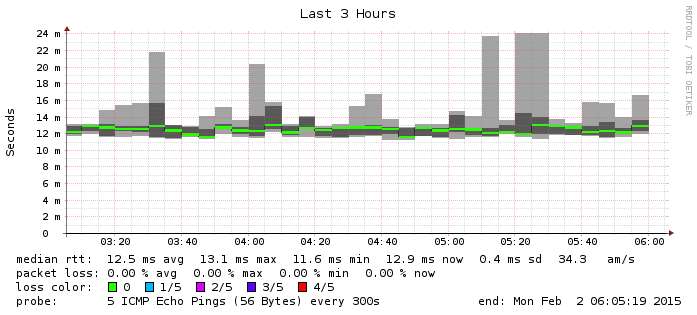 Last 3 Hours
RRDTOOL / TOBI OETIKER
Seconds
24 m
22 m
20 m
18 m
16 m
14 m
12 m
10 m
8 m
6 m
4 m
2 m
0
03:20 03:40 04:00 04:20 04:40 05:00 05:20 05:40 06:00
median rtt: 12.5 ms avg 13.1 ms max 11.6 ms min 12.9 ms now 0.4 ms sd 34.3 am/s
packet loss: 0.00 % avg 0.00 % max 0.00 % min 0.00 % now
loss color: 0 1/5 2/5 3/5 4/5
probe: 5 ICMP Echo Pings (56 Bytes) every 300s end: Mon Feb 2 06:05:19 2015